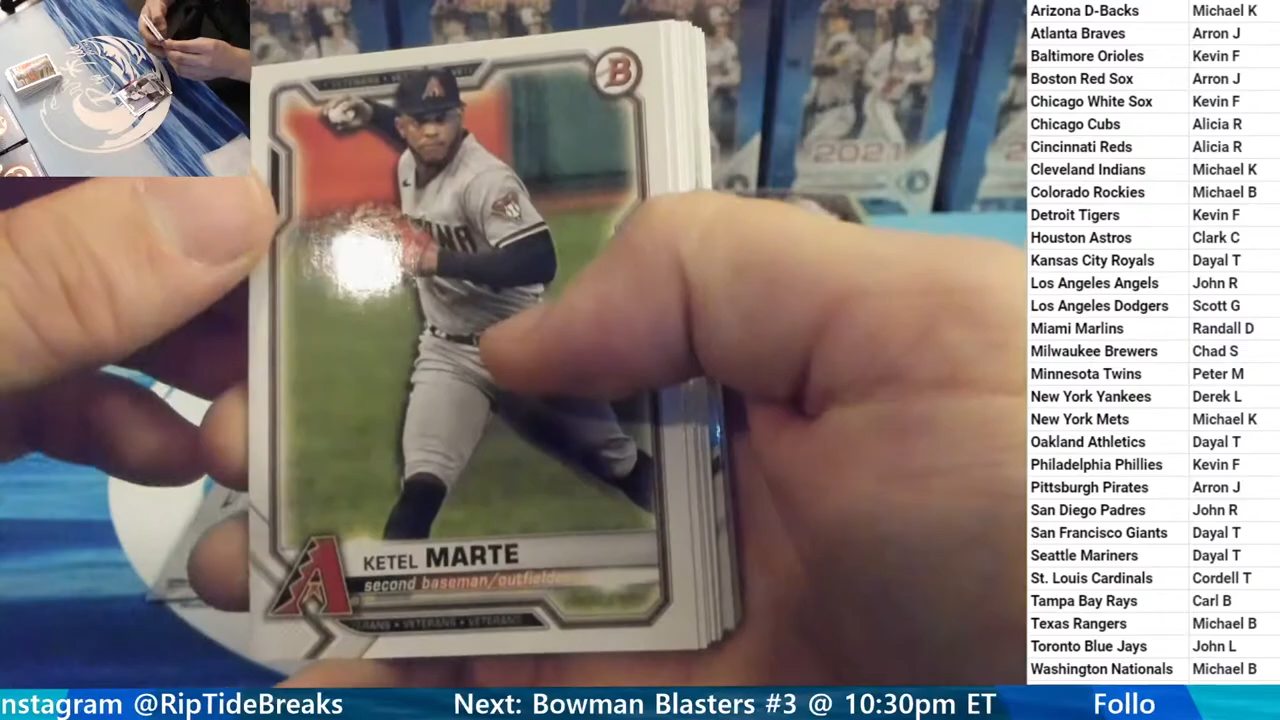 B
A
KETEL MARTE
second baseman/outfielder
VETERANS
2021
Arizona D-Backs Michael K
Atlanta Braves Arron J
Baltimore Orioles Kevin F
Boston Red Sox Arron J
Chicago White Sox Kevin F
Chicago Cubs Alicia R
Cincinnati Reds Alicia R
Cleveland Indians Michael K
Colorado Rockies Michael B
Detroit Tigers Kevin F
Houston Astros Clark C
Kansas City Royals Dayal T
Los Angeles Angels John R
Los Angeles Dodgers Scott G
Miami Marlins Randall D
Milwaukee Brewers Chad S
Minnesota Twins Peter M
New York Yankees Derek L
New York Mets Michael K
Oakland Athletics Dayal T
Philadelphia Phillies Kevin F
Pittsburgh Pirates Arron J
San Diego Padres John R
San Francisco Giants Dayal T
Seattle Mariners Dayal T
St. Louis Cardinals Cordell T
Tampa Bay Rays Carl B
Texas Rangers Michael B
Toronto Blue Jays John L
Washington Nationals Michael B
nstagram @RipTideBreaks Next: Bowman Blasters #3 @ 10:30pm ET Follo